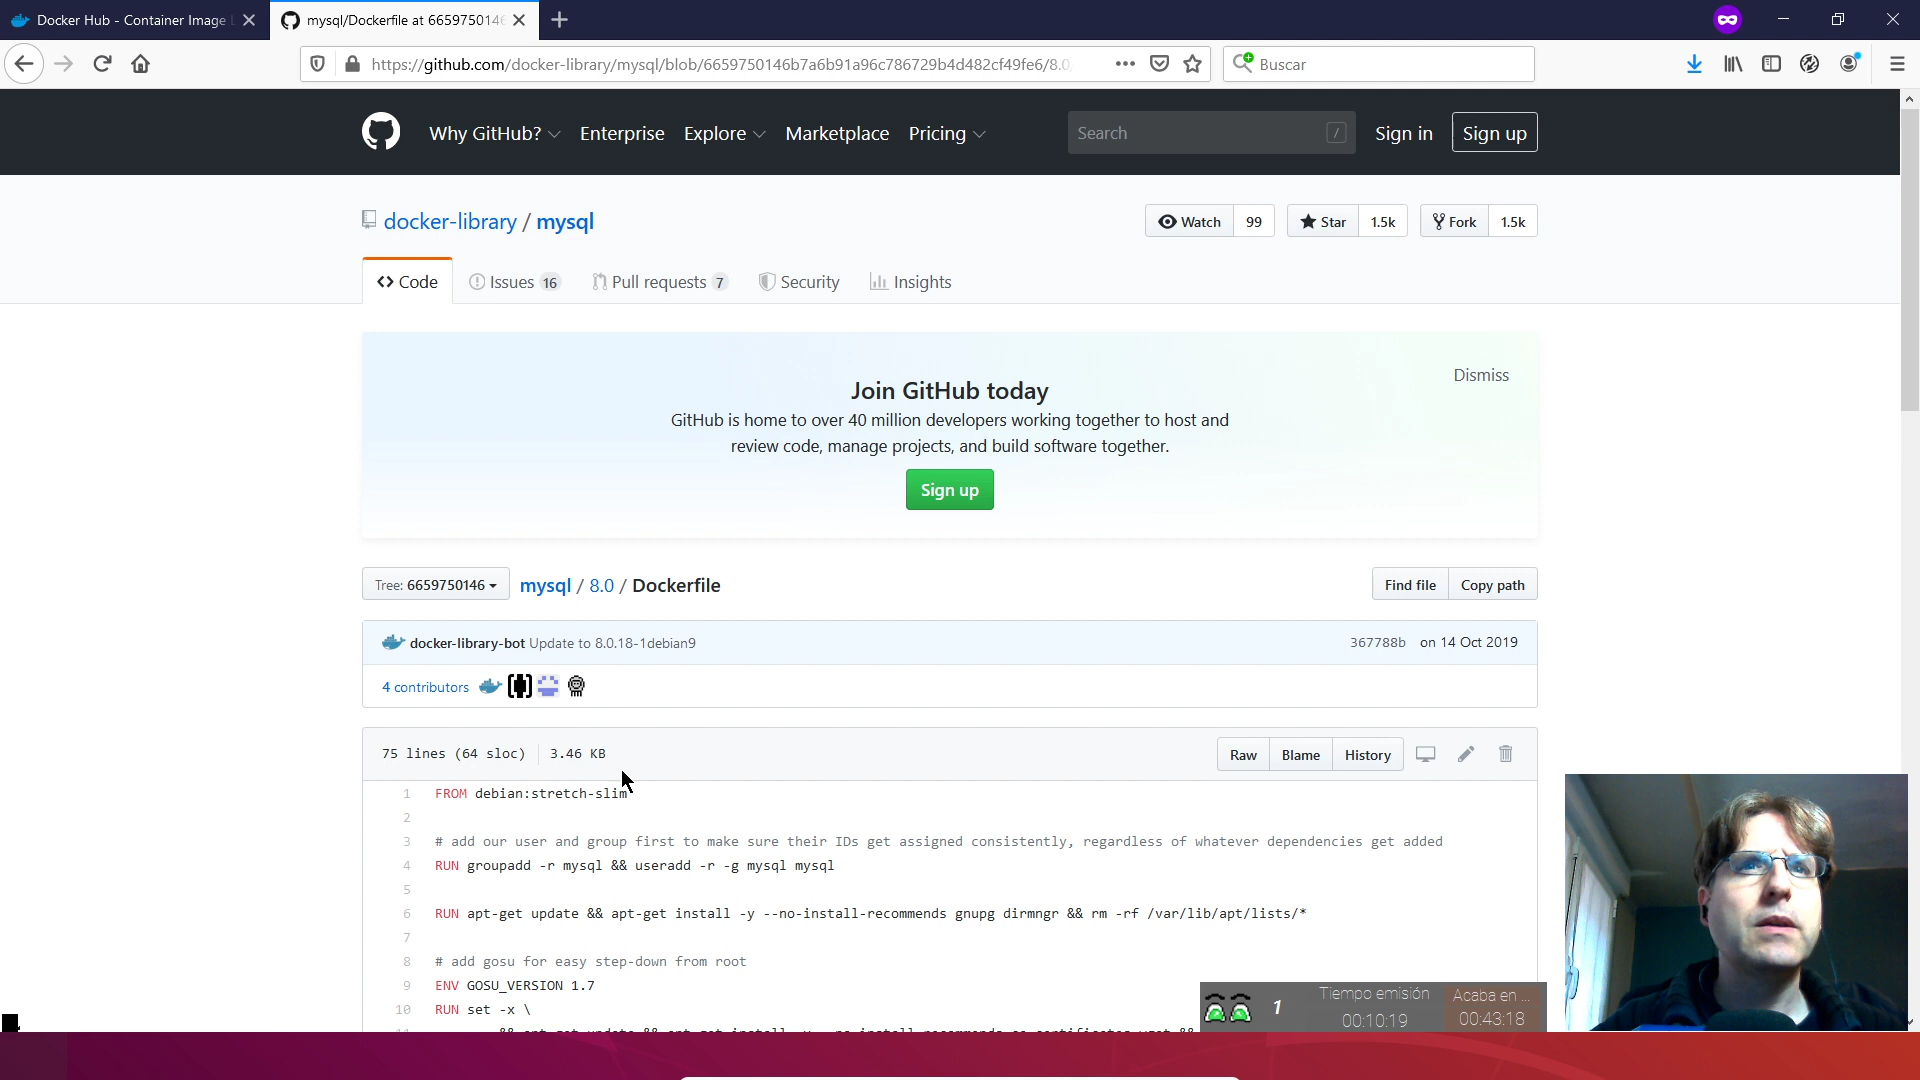 Docker Hub - Container Image
mysql/Dockerfile at 6659750146
https://github.com/docker-library/mysql/blob/6659750146b7a6b91a96c786729b4d482cf49fe6/8.0
Buscar
Why GitHub? Enterprise Explore Marketplace Pricing
Search /
Sign in
Sign up
docker-library / mysql
Watch 99
Star 1.5k
Fork 1.5k
Code
Issues 16
Pull requests 7
Security
Insights
Join GitHub today
Dismiss
GitHub is home to over 40 million developers working together to host and
review code, manage projects, and build software together.
Sign up
Tree: 6659750146
mysql / 8.0 / Dockerfile
Find file
Copy path
docker-library-bot Update to 8.0.18-1debian9
367788b on 14 Oct 2019
4 contributors
75 lines (64 sloc) 3.46 KB
Raw
Blame
History
1 FROM debian:stretch-slim
2
3 # add our user and group first to make sure their IDs get assigned consistently, regardless of whatever dependencies get added
4 RUN groupadd -r mysql && useradd -r -g mysql mysql
5
6 RUN apt-get update && apt-get install -y --no-install-recommends gnupg dirmngr && rm -rf /var/lib/apt/lists/*
7
8 # add gosu for easy step-down from root
9 ENV GOSU_VERSION 1.7
10 RUN set -x \
1
Tiempo emisión
00:10:19
Acaba en ...
00:43:18